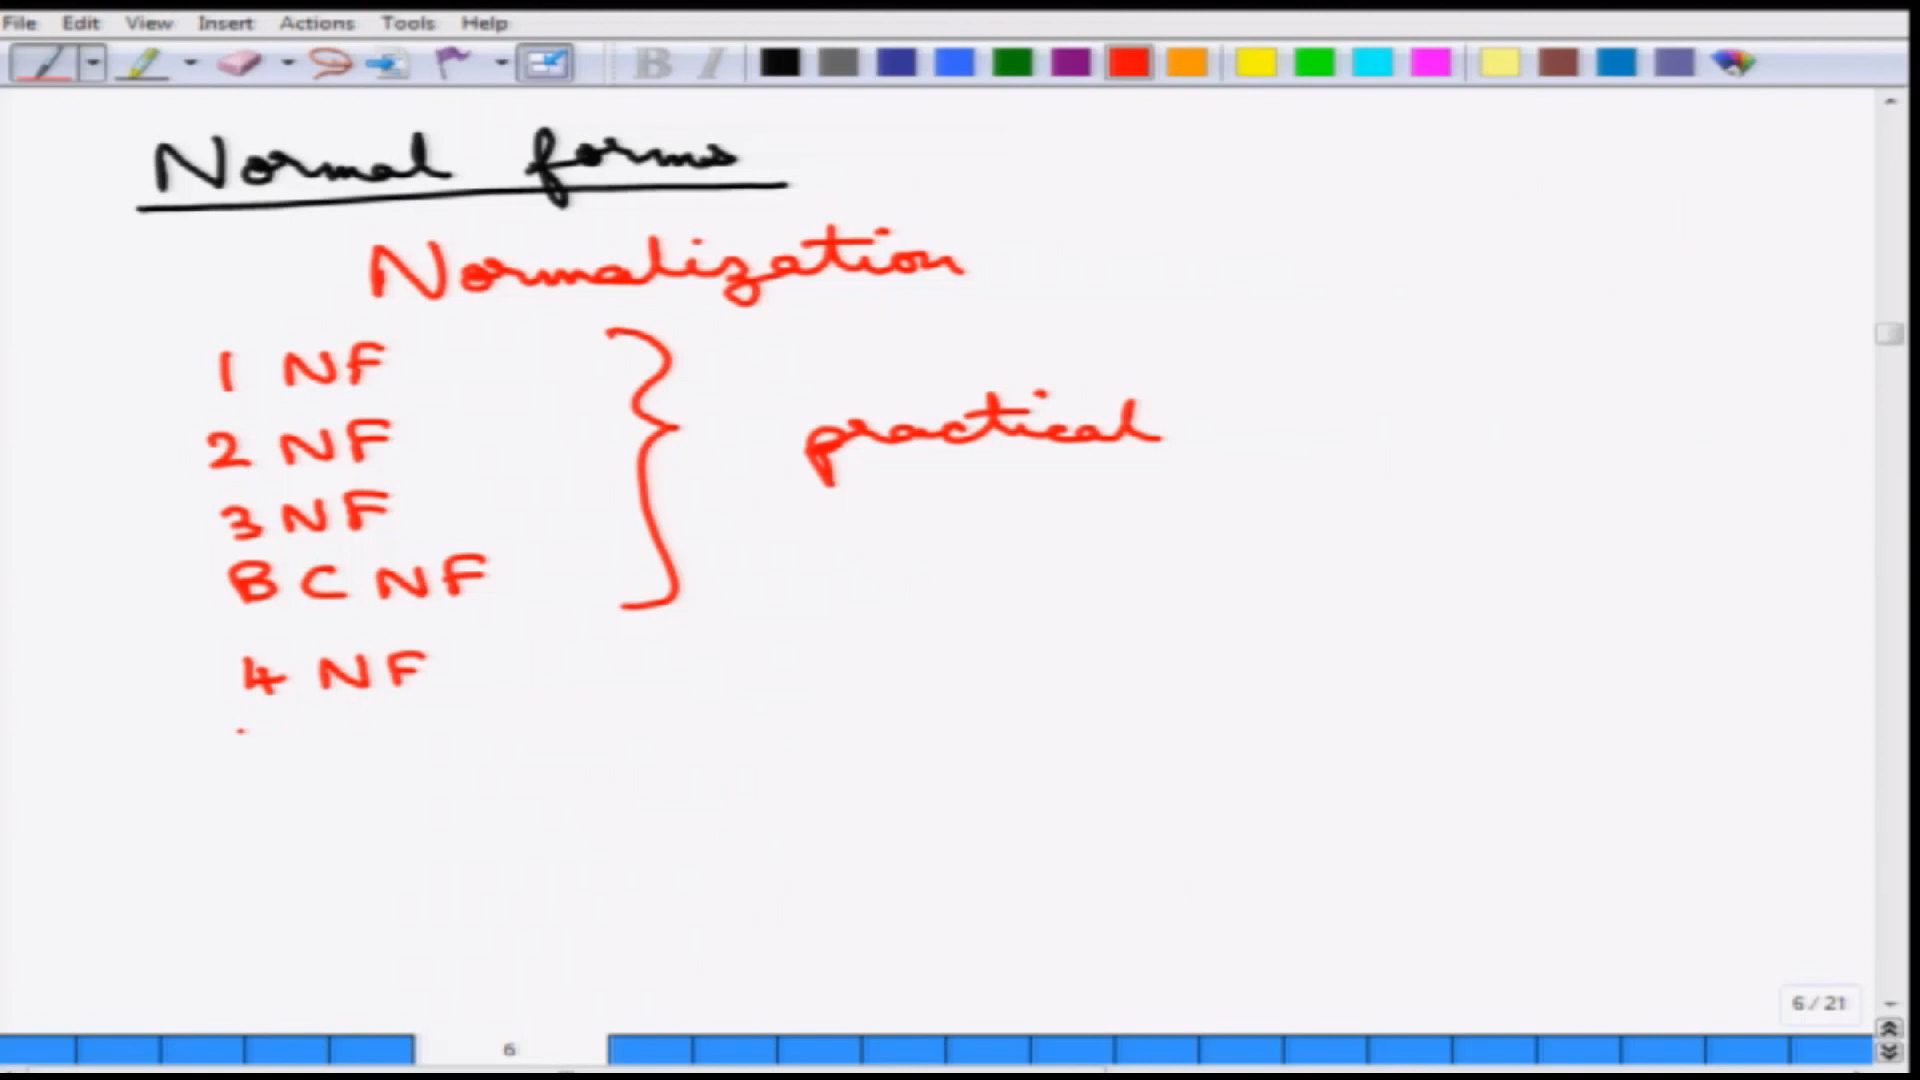 File Edit View Insert Actions Tools Help
B I
Normal forms
Normalization
1 NF
2 NF
3 NF
B C NF
practical
4 NF
6 / 21
6